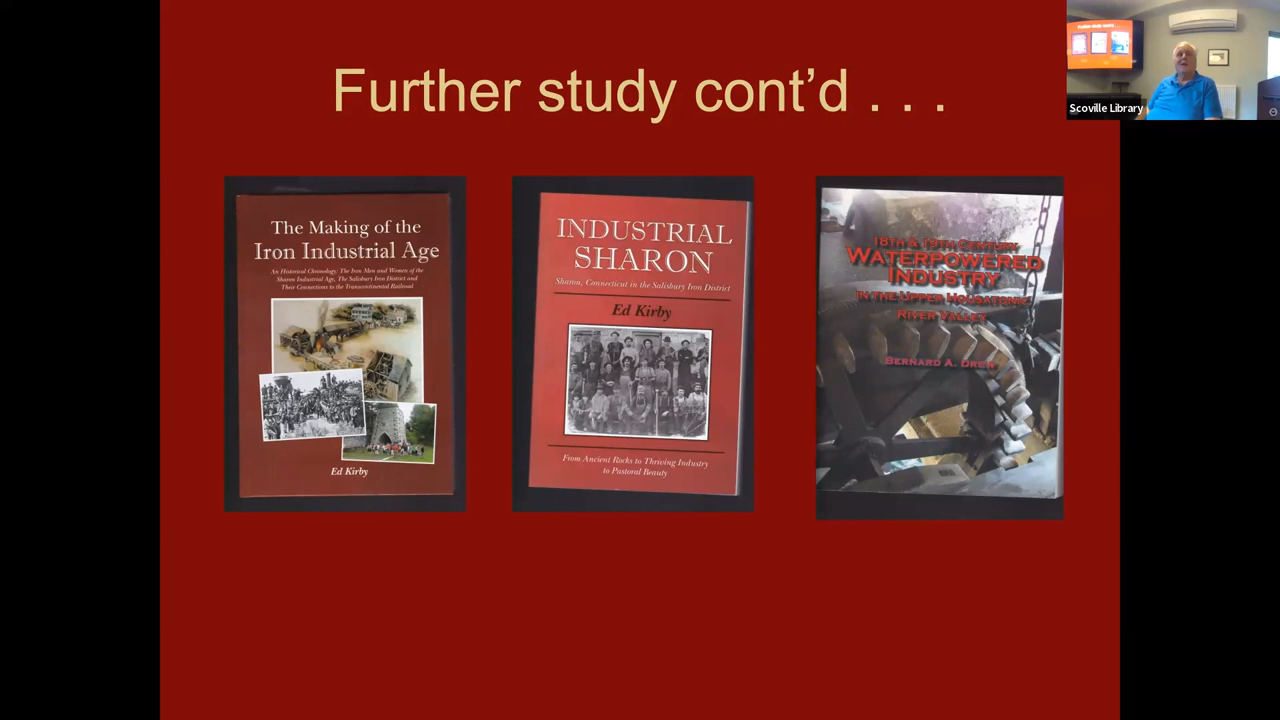 Further study cont’d . . .
Scoville Library
The Making of the
Iron Industrial Age
An Historical Chronology: The Iron Men and Women of the
Sharon Industrial Age, The Salisbury Iron District and
Their Connections to the Transcontinental Railroad
Ed Kirby
INDUSTRIAL
SHARON
Sharon, Connecticut in the Salisbury Iron District
Ed Kirby
From Ancient Rocks to Thriving Industry
to Pastoral Beauty
18th & 19th Century
Waterpowered
Industry
in the Upper Housatonic
River Valley
Bernard A. Drew